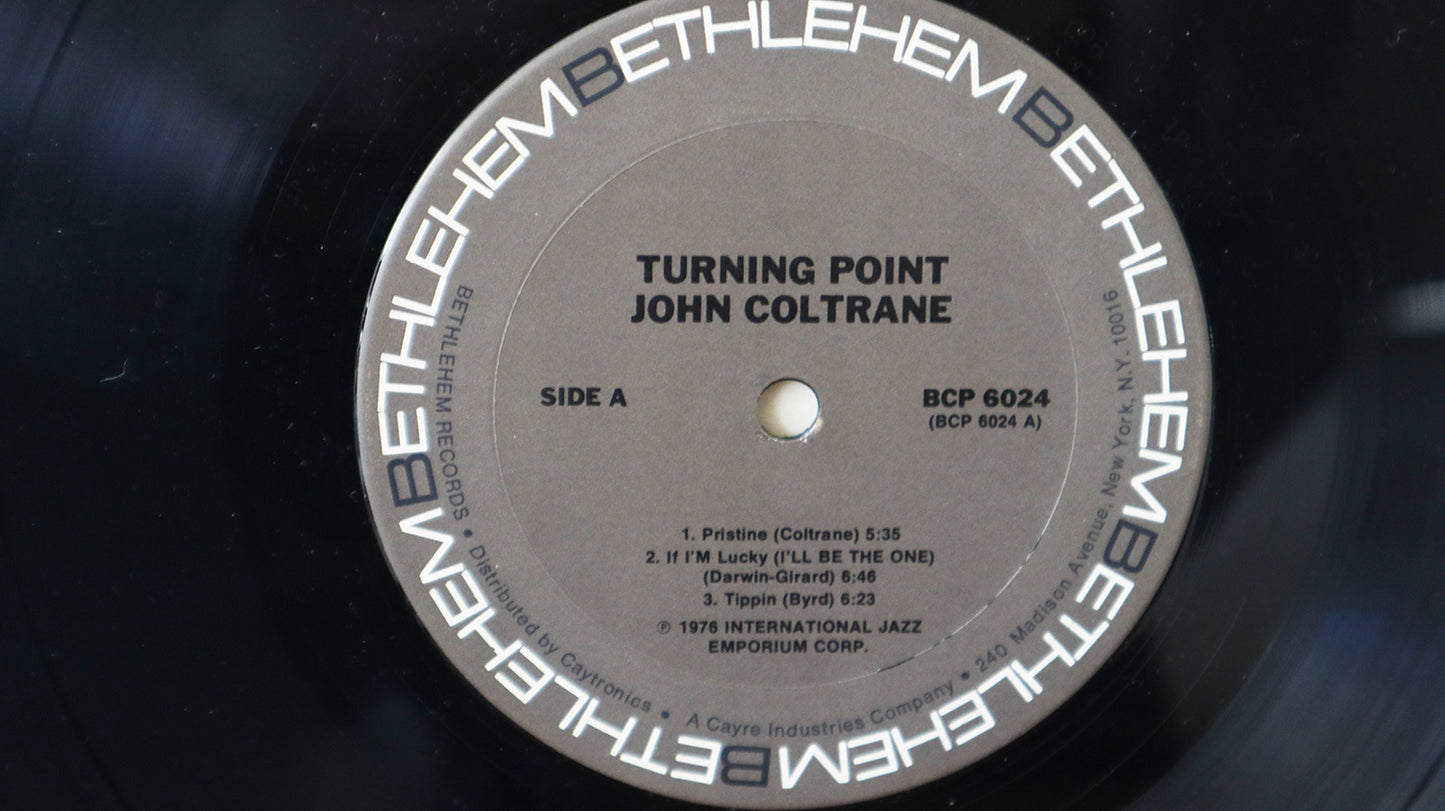 BETHLEHEM BETHLEHEM BETHLEHEM BETHLEHEM BETHLEHEM BETHLEHEM
TURNING POINT
JOHN COLTRANE
SIDE A
BCP 6024
(BCP 6024 A)
1. Pristine (Coltrane) 5:35
2. If I'M Lucky (I'LL BE THE ONE)
(Darwin-Girard) 6:46
3. Tippin (Byrd) 6:23
℗ 1976 INTERNATIONAL JAZZ
EMPORIUM CORP.
BETHLEHEM RECORDS • Distributed by Caytronics • A Cayre Industries Company • 240 Madison Avenue, New York, N.Y. 10016